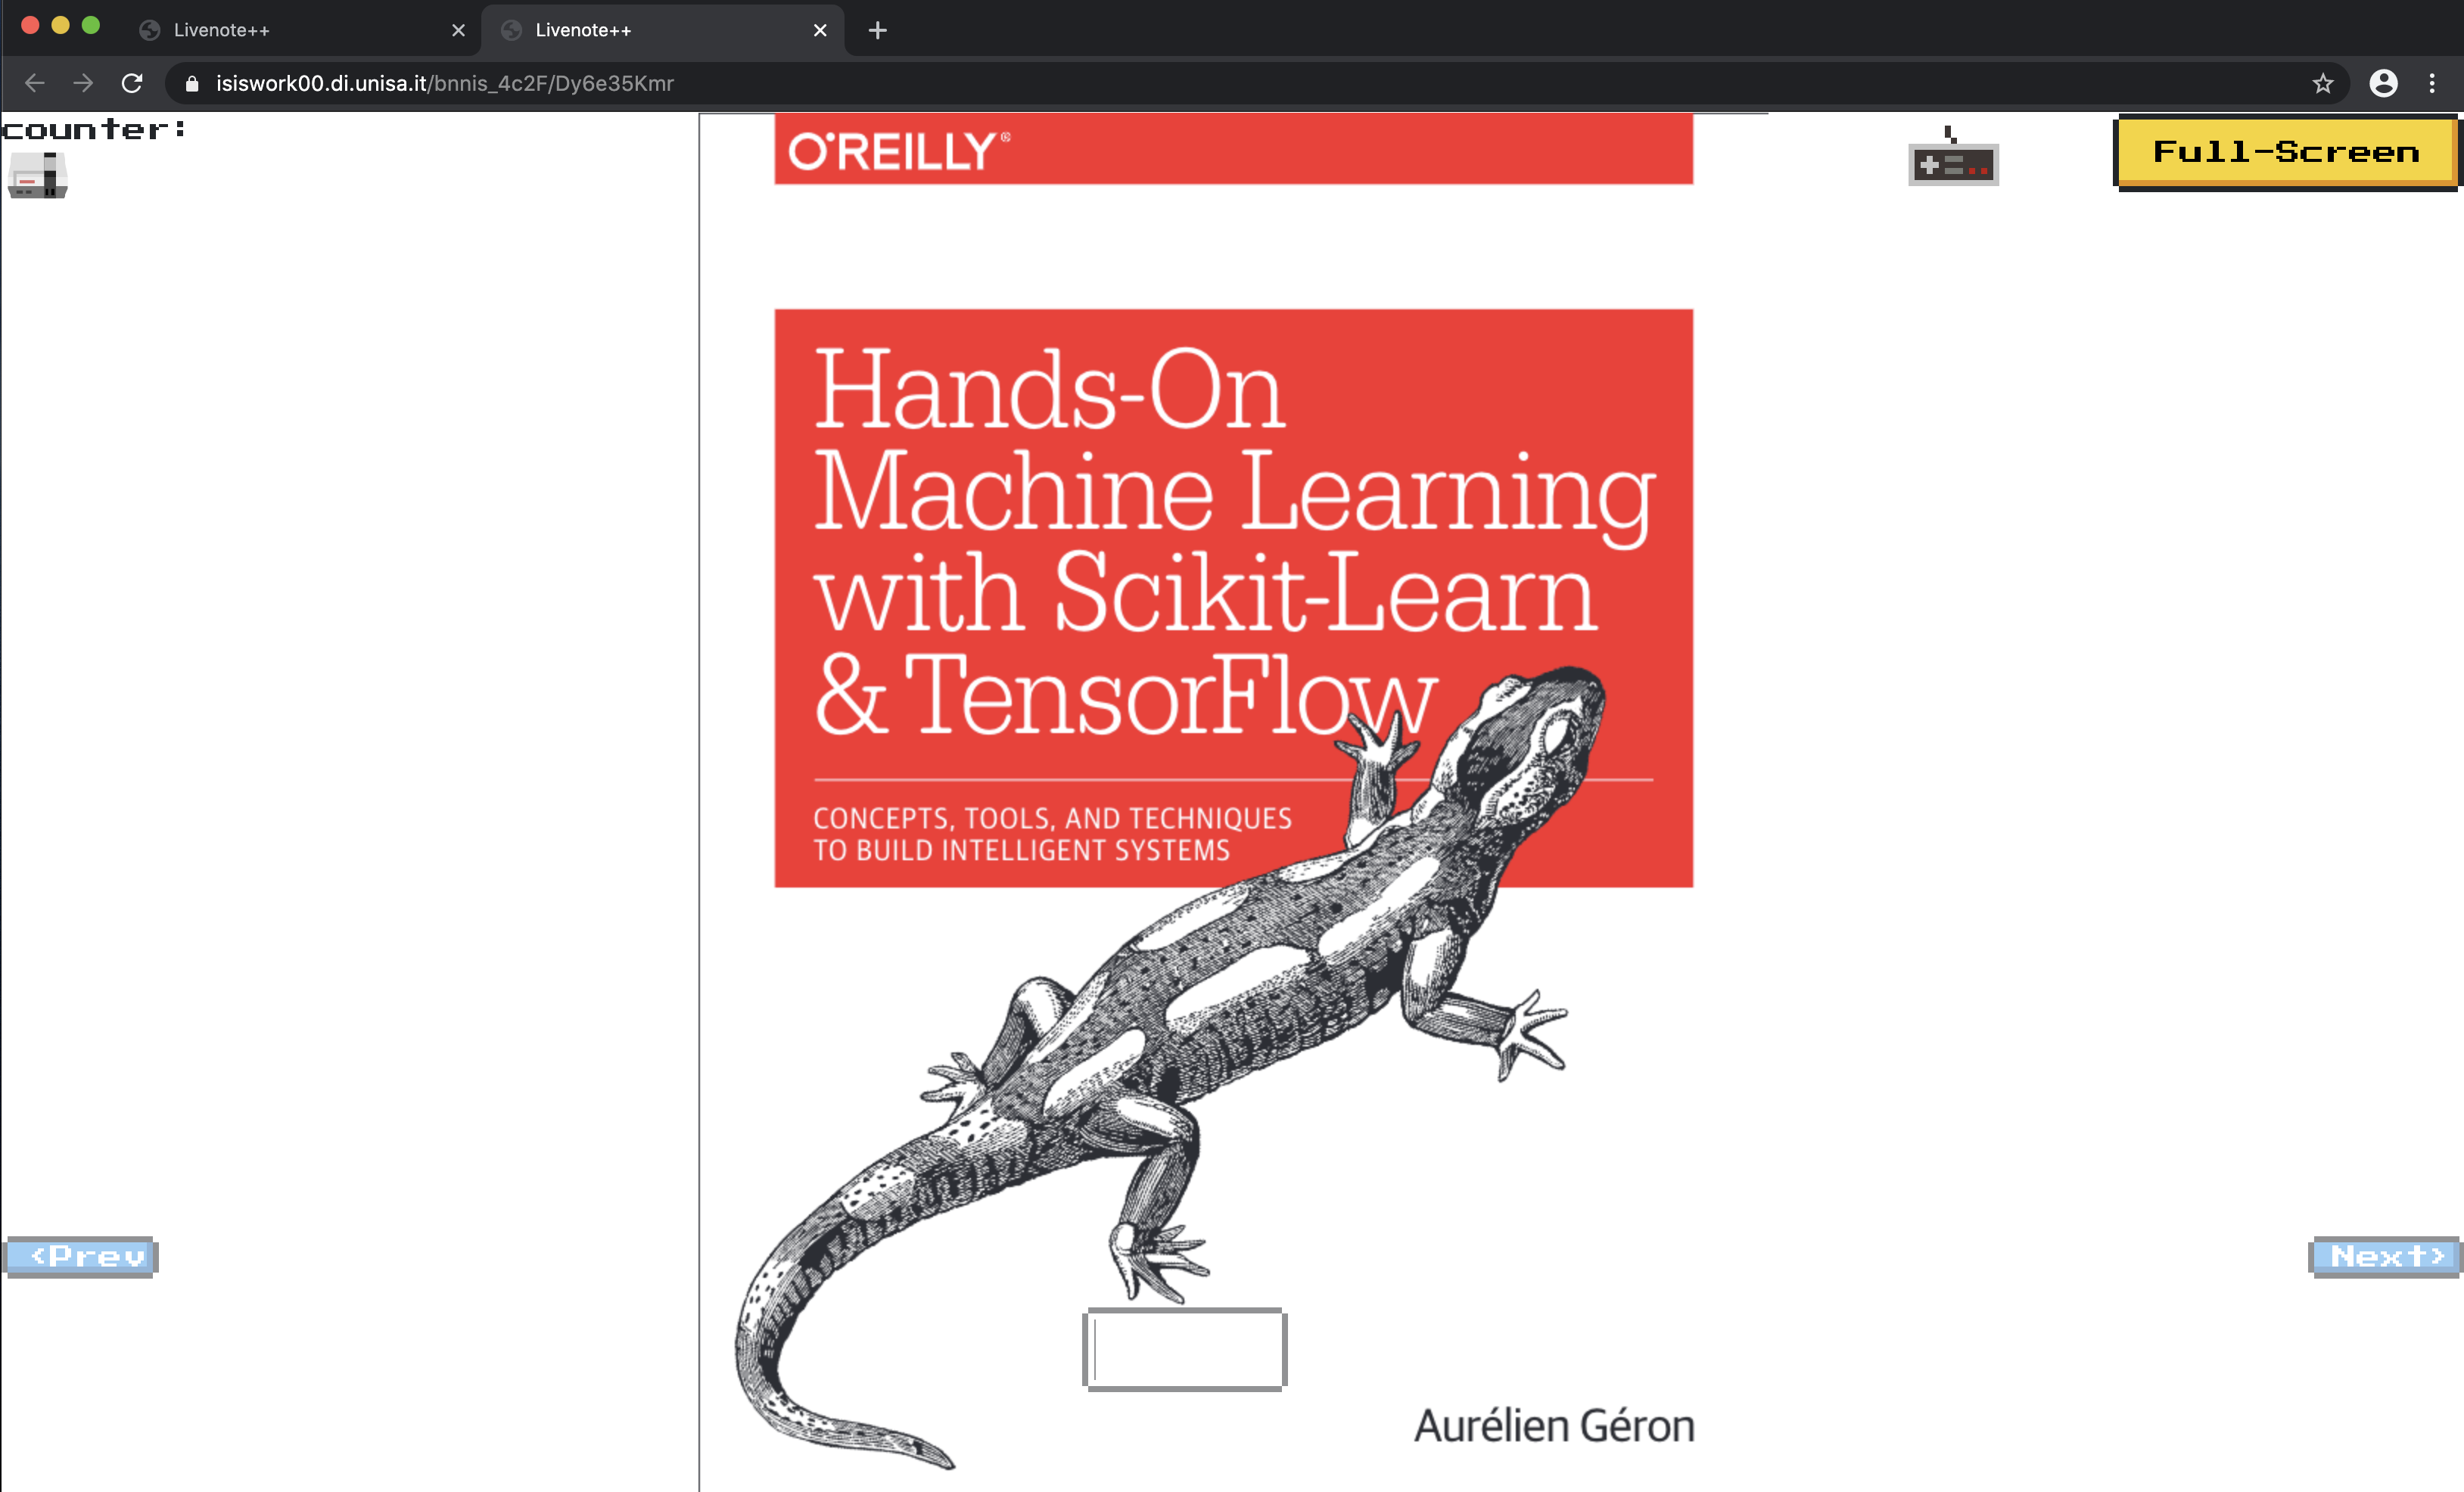 Livenote++
Livenote++
isiswork00.di.unisa.it/bnnis_4c2F/Dy6e35Kmr
counter:
O'REILLY®
Full-Screen
Hands-On
Machine Learning
with Scikit-Learn
& TensorFlow
CONCEPTS, TOOLS, AND TECHNIQUES
TO BUILD INTELLIGENT SYSTEMS
<Prev
Next>
Aurélien Géron